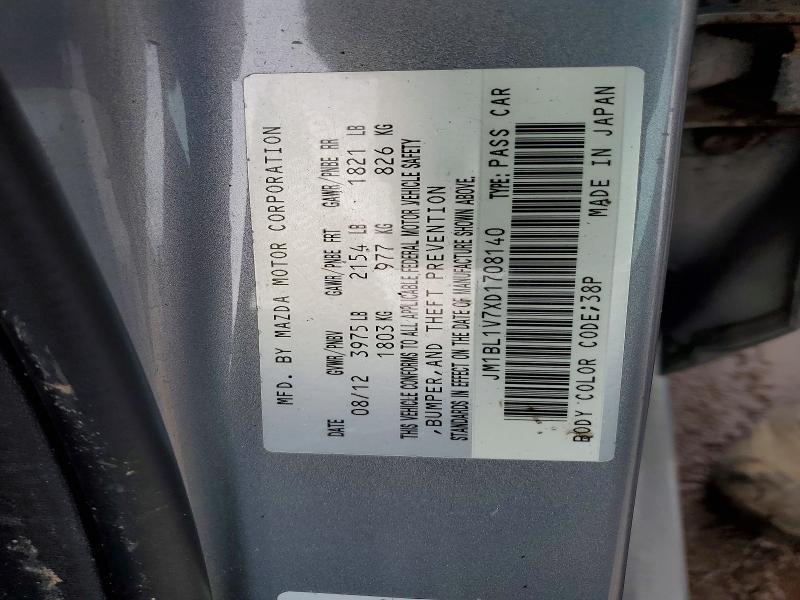 MFD. BY MAZDA MOTOR CORPORATION
DATE GVWR/PNBV GAWR/PNBE FRT GAWR/PNBE RR
08/12 3975 LB 2154 LB 1821 LB
1803 KG 977 KG 826 KG
THIS VEHICLE CONFORMS TO ALL APPLICABLE FEDERAL MOTOR VEHICLE SAFETY
,BUMPER,AND THEFT PREVENTION
STANDARDS IN EFFECT ON THE DATE OF MANUFACTURE SHOWN ABOVE.
JM1BL1V7XD1708140 TYPE: PASS CAR
BODY COLOR CODE;38P MADE IN JAPAN